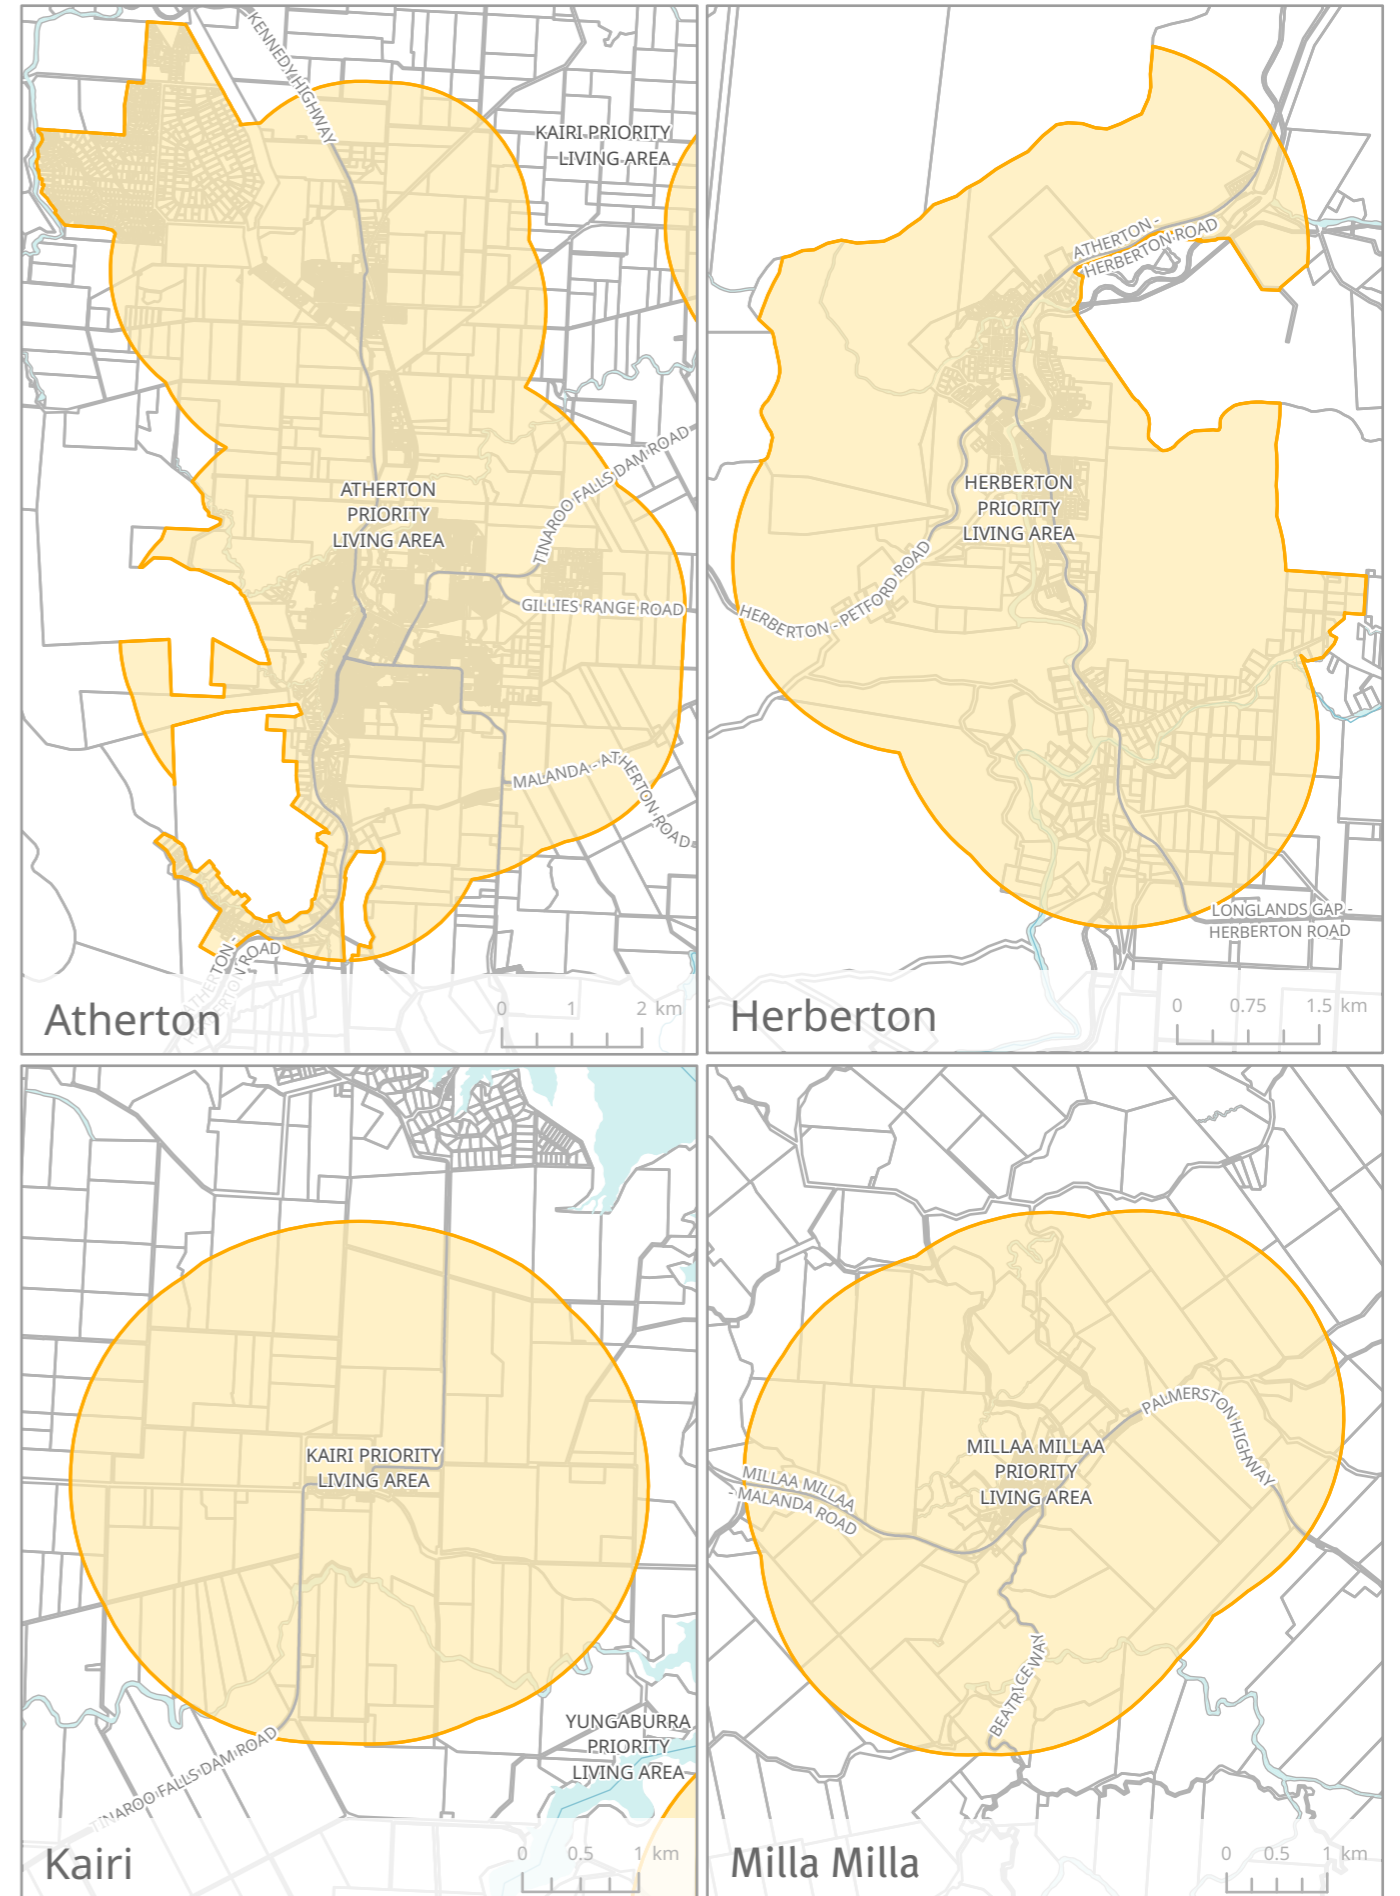 KENNEDY HIGHWAY
KAIRI PRIORITY
LIVING AREA
ATHERTON
PRIORITY
LIVING AREA
TINAROO FALLS DAM ROAD
GILLIES RANGE ROAD
MALANDA - ATHERTON ROAD
ATHERTON -
HERBERTON ROAD
Atherton
0 1 2 km
ATHERTON -
HERBERTON ROAD
HERBERTON
PRIORITY
LIVING AREA
HERBERTON - PETFORD ROAD
LONGLANDS GAP -
HERBERTON ROAD
Herberton
0 0.75 1.5 km
KAIRI PRIORITY
LIVING AREA
TINAROO FALLS DAM ROAD
YUNGABURRA
PRIORITY
LIVING AREA
Kairi
0 0.5 1 km
PALMERSTON HIGHWAY
MILLAA MILLAA
PRIORITY
LIVING AREA
MILLAA MILLAA
- MALANDA ROAD
BEATRICE WAY
Milla Milla
0 0.5 1 km